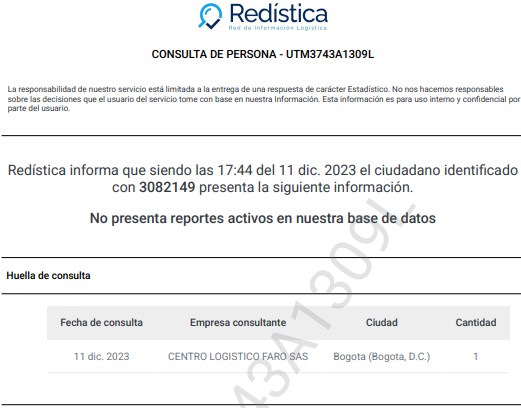 Redística
Red de Información Logística
CONSULTA DE PERSONA - UTM3743A1309L
La responsabilidad de nuestro servicio está limitada a la entrega de una respuesta de carácter Estadístico. No nos hacemos responsables
sobre las decisiones que el usuario del servicio tome con base en nuestra Información. Esta información es para uso interno y confidencial por
parte del usuario.
Redística informa que siendo las 17:44 del 11 dic. 2023 el ciudadano identificado
con 3082149 presenta la siguiente información.
No presenta reportes activos en nuestra base de datos
Huella de consulta
Fecha de consulta Empresa consultante Ciudad Cantidad
11 dic. 2023 CENTRO LOGISTICO FARO SAS Bogota (Bogota, D.C.) 1
43A1309L